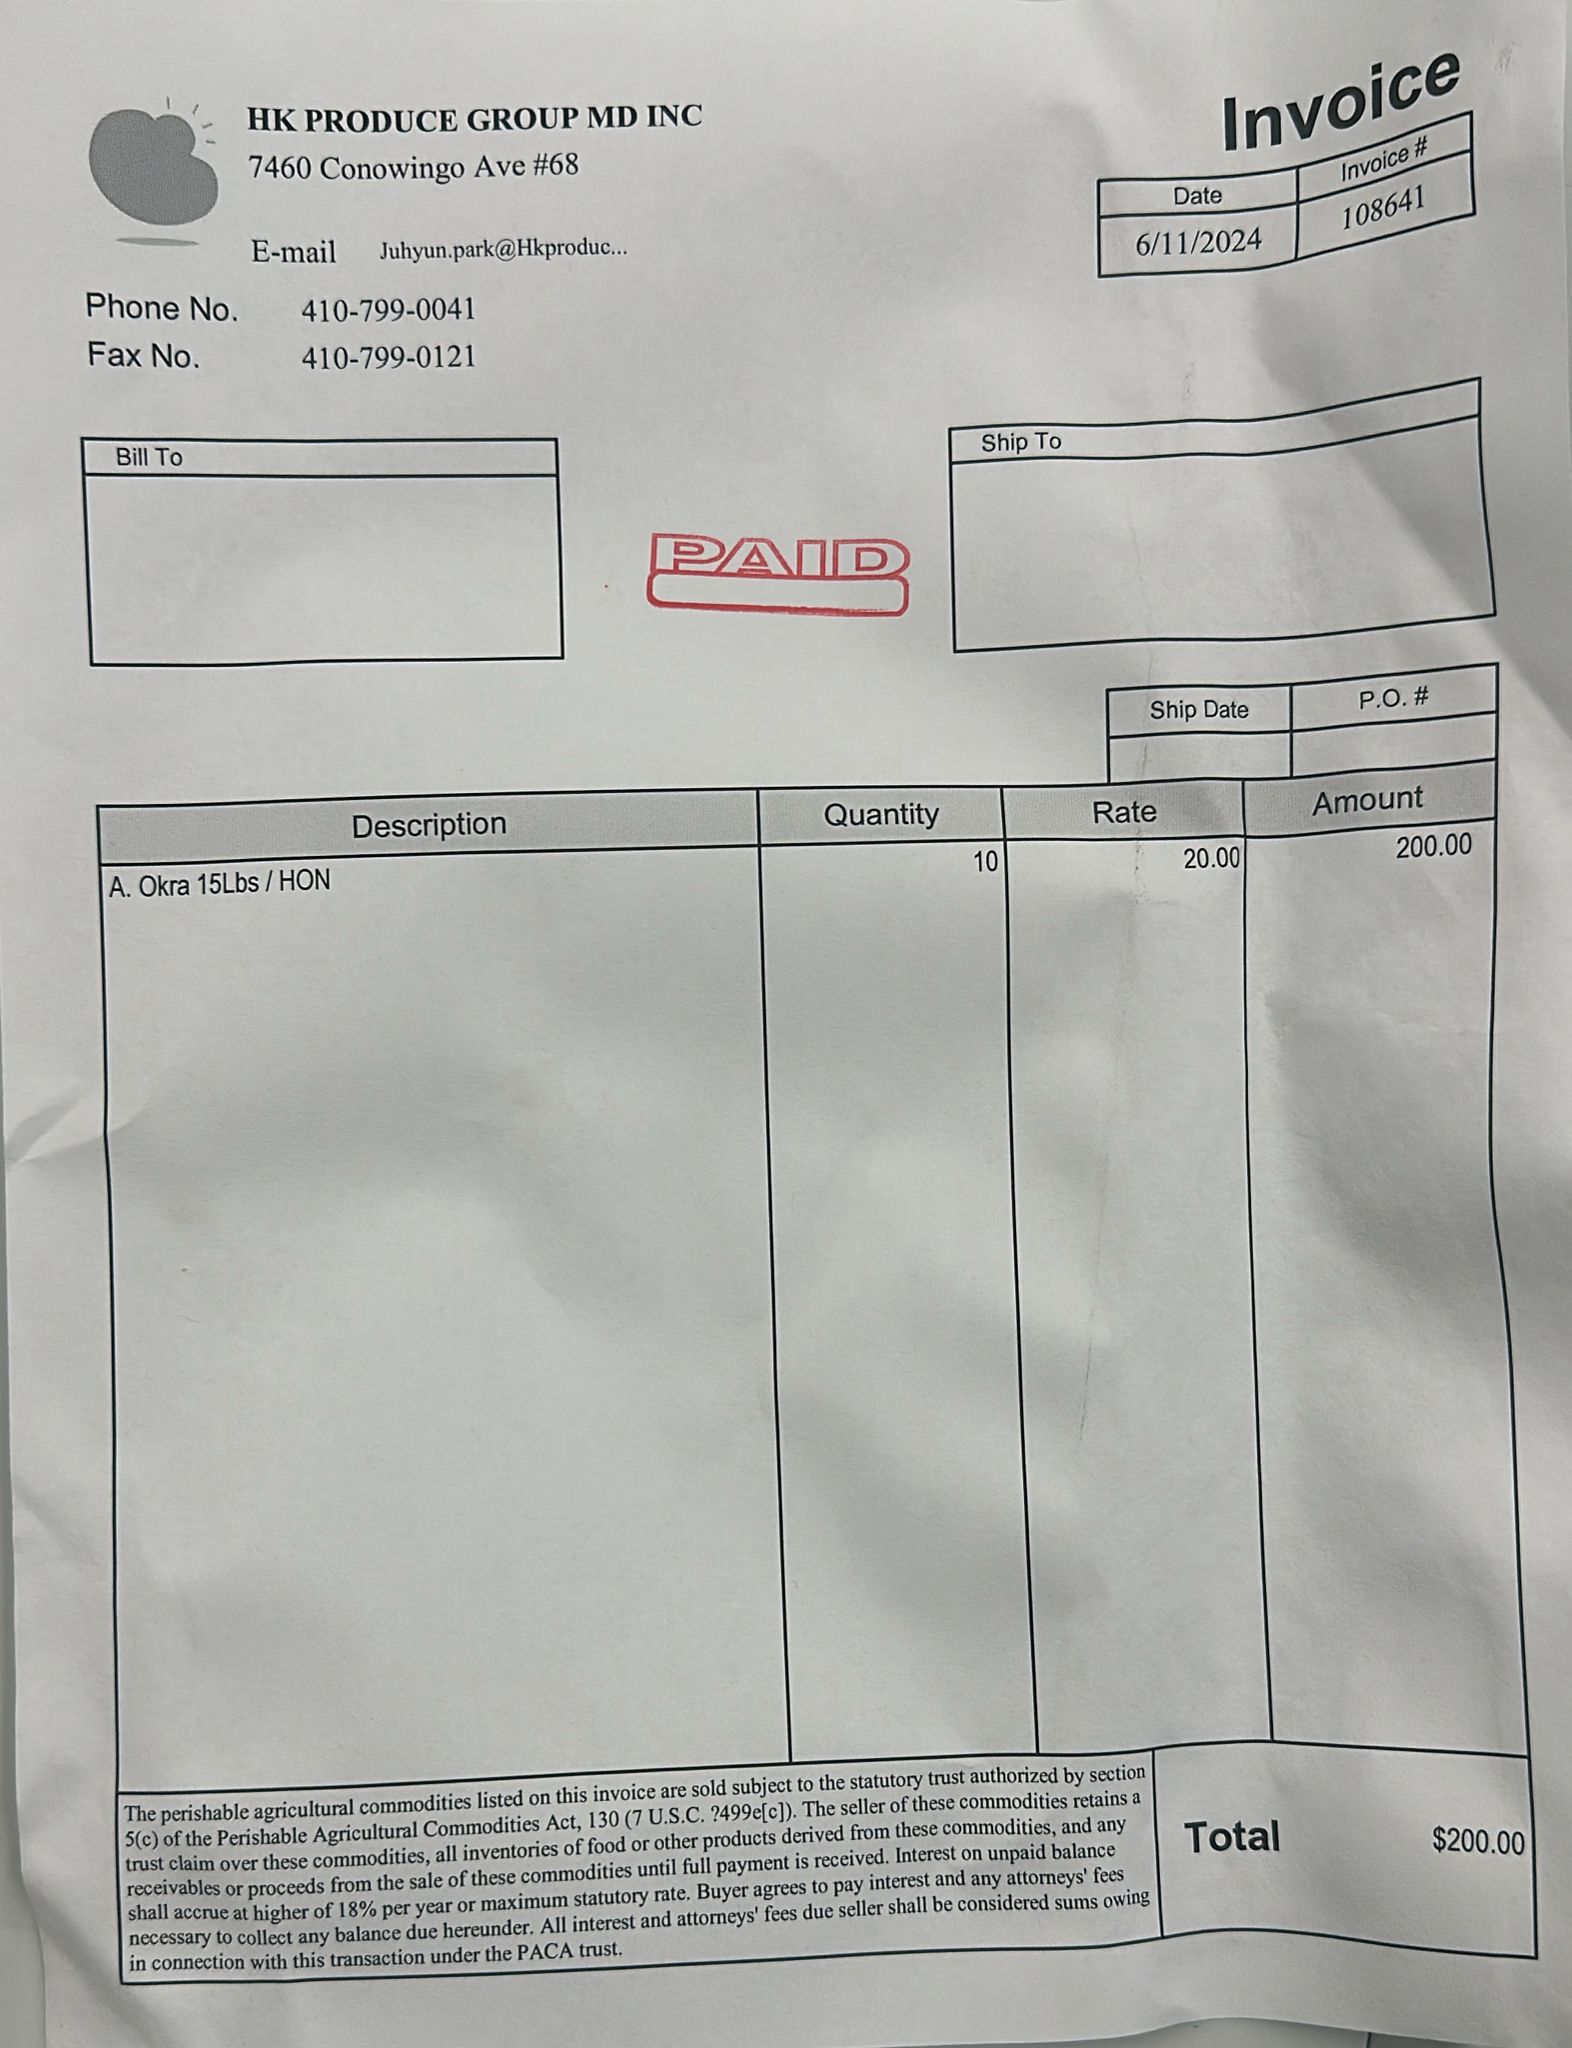 Invoice
HK PRODUCE GROUP MD INC
7460 Conowingo Ave #68
E-mail Juhyun.park@Hkproduc...
Phone No. 410-799-0041
Fax No. 410-799-0121
Date Invoice #
6/11/2024 108641
Bill To
Ship To
PAID
Ship Date P.O. #
Description Quantity Rate Amount
A. Okra 15Lbs / HON 10 20.00 200.00
The perishable agricultural commodities listed on this invoice are sold subject to the statutory trust authorized by section
5(c) of the Perishable Agricultural Commodities Act, 130 (7 U.S.C. ?499e[c]). The seller of these commodities retains a
trust claim over these commodities, all inventories of food or other products derived from these commodities, and any
receivables or proceeds from the sale of these commodities until full payment is received. Interest on unpaid balance
shall accrue at higher of 18% per year or maximum statutory rate. Buyer agrees to pay interest and any attorneys' fees
necessary to collect any balance due hereunder. All interest and attorneys' fees due seller shall be considered sums owing
in connection with this transaction under the PACA trust.
Total $200.00